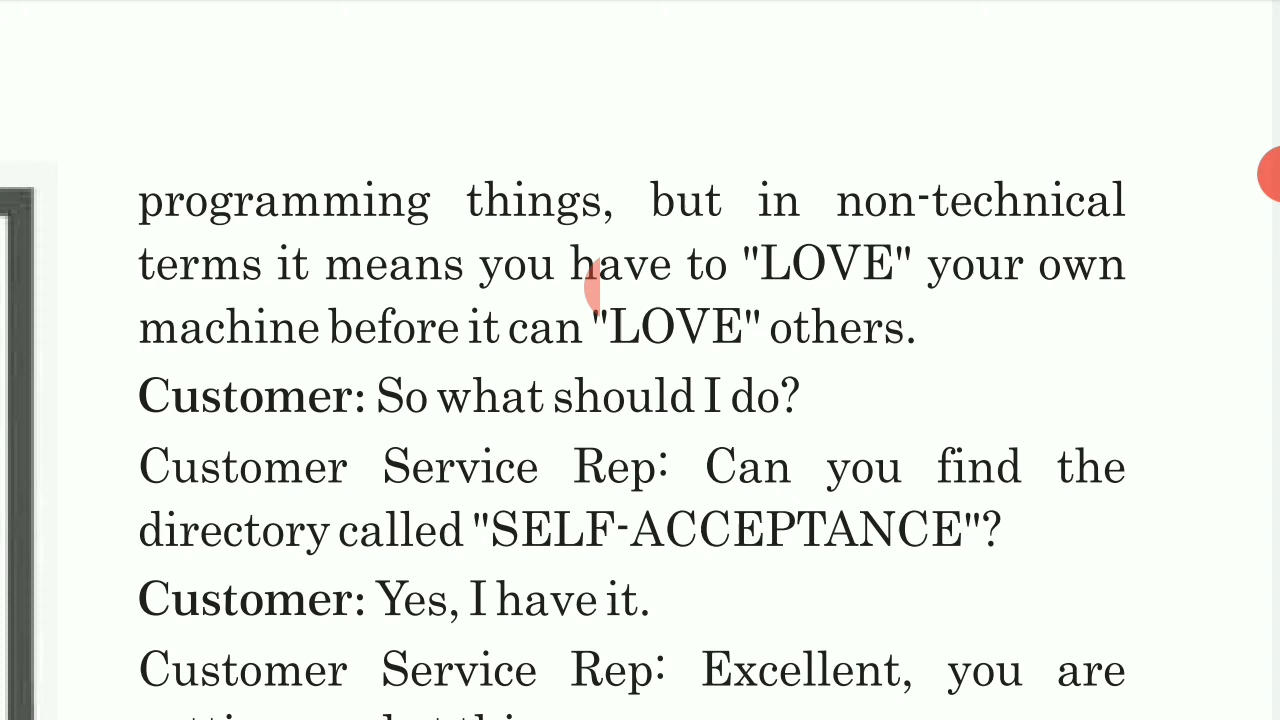 programming things, but in non-technical
terms it means you have to "LOVE" your own
machine before it can "LOVE" others.
Customer: So what should I do?
Customer Service Rep: Can you find the
directory called "SELF-ACCEPTANCE"?
Customer: Yes, I have it.
Customer Service Rep: Excellent, you are